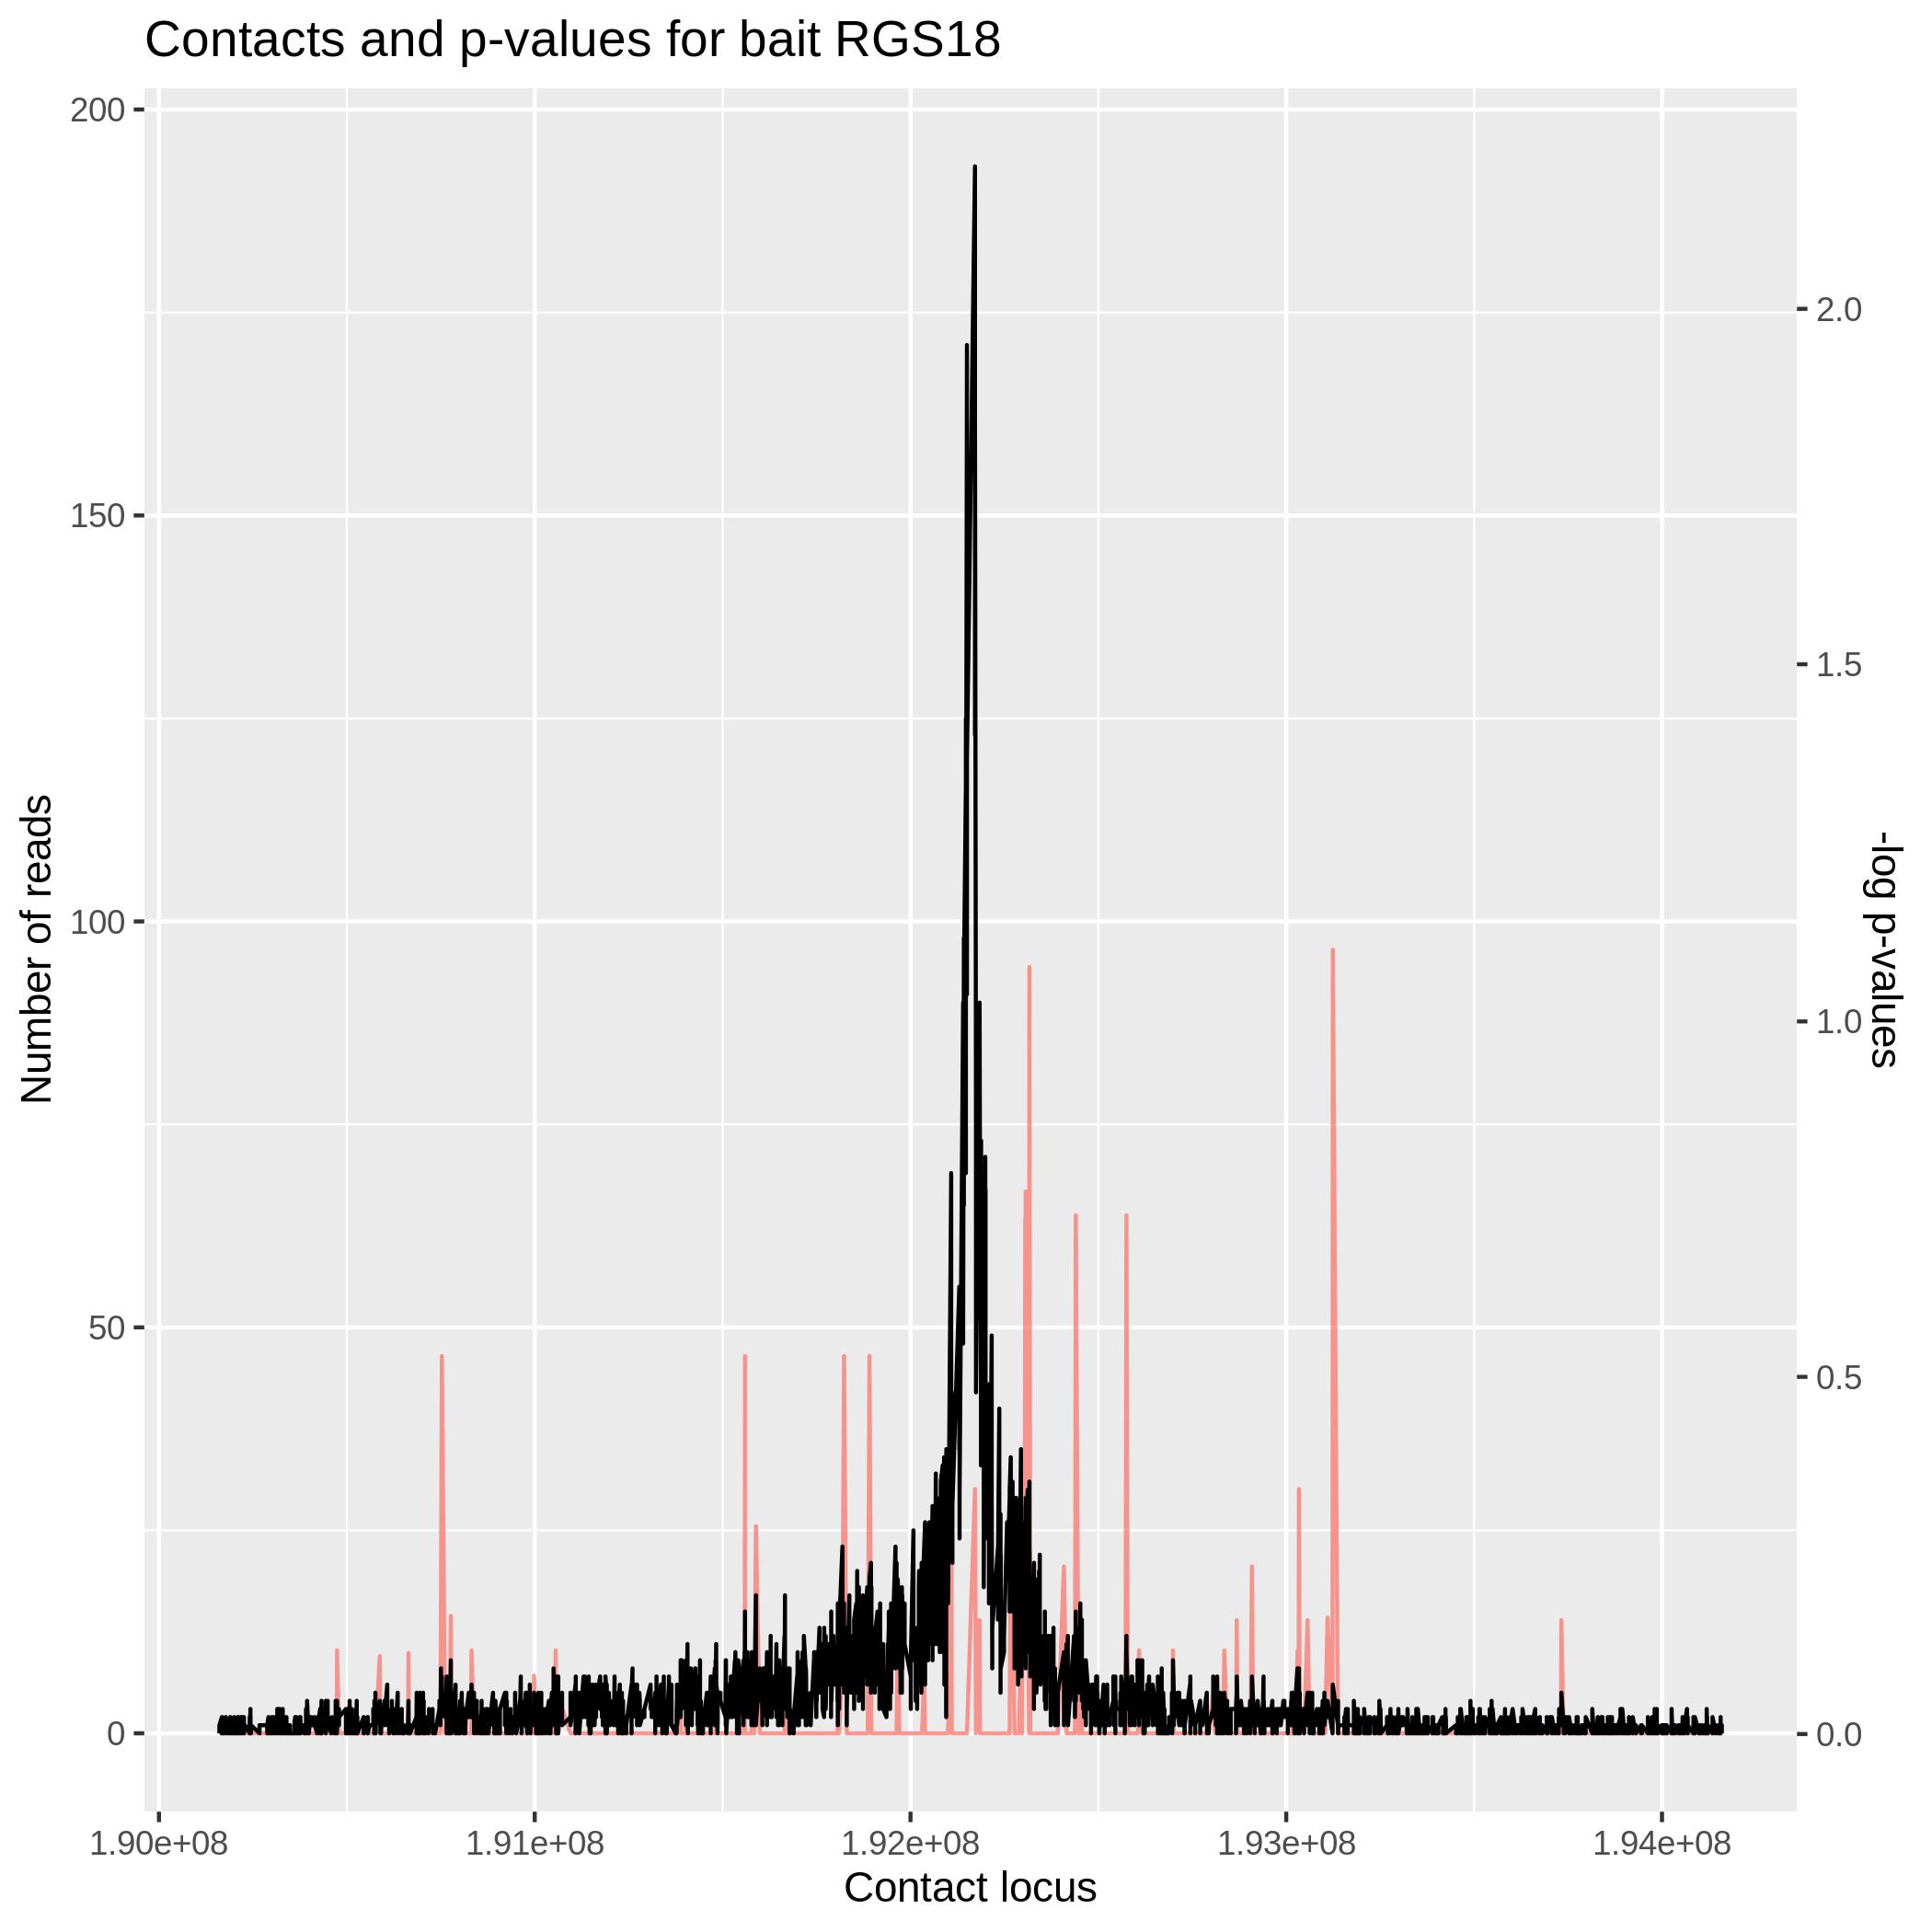 Contacts and p-values for bait RGS18
200
150
100
50
0
Number of reads
2.0
1.5
1.0
0.5
0.0
-log p-values
1.90e+08 1.91e+08 1.92e+08 1.93e+08 1.94e+08
Contact locus